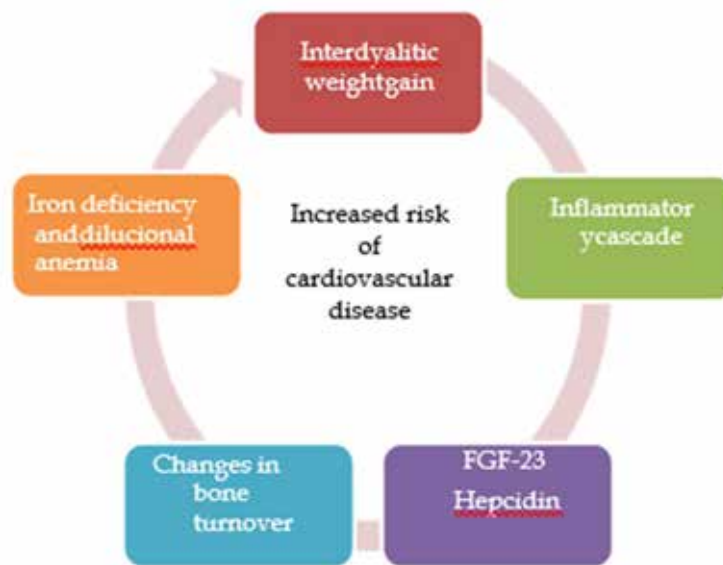 Interdyalitic
weightgain
Inflammator
ycascade
FGF-23
Hepcidin
Changes in
bone
turnover
Iron deficiency
anddilucional
anemia
Increased risk
of
cardiovascular
disease